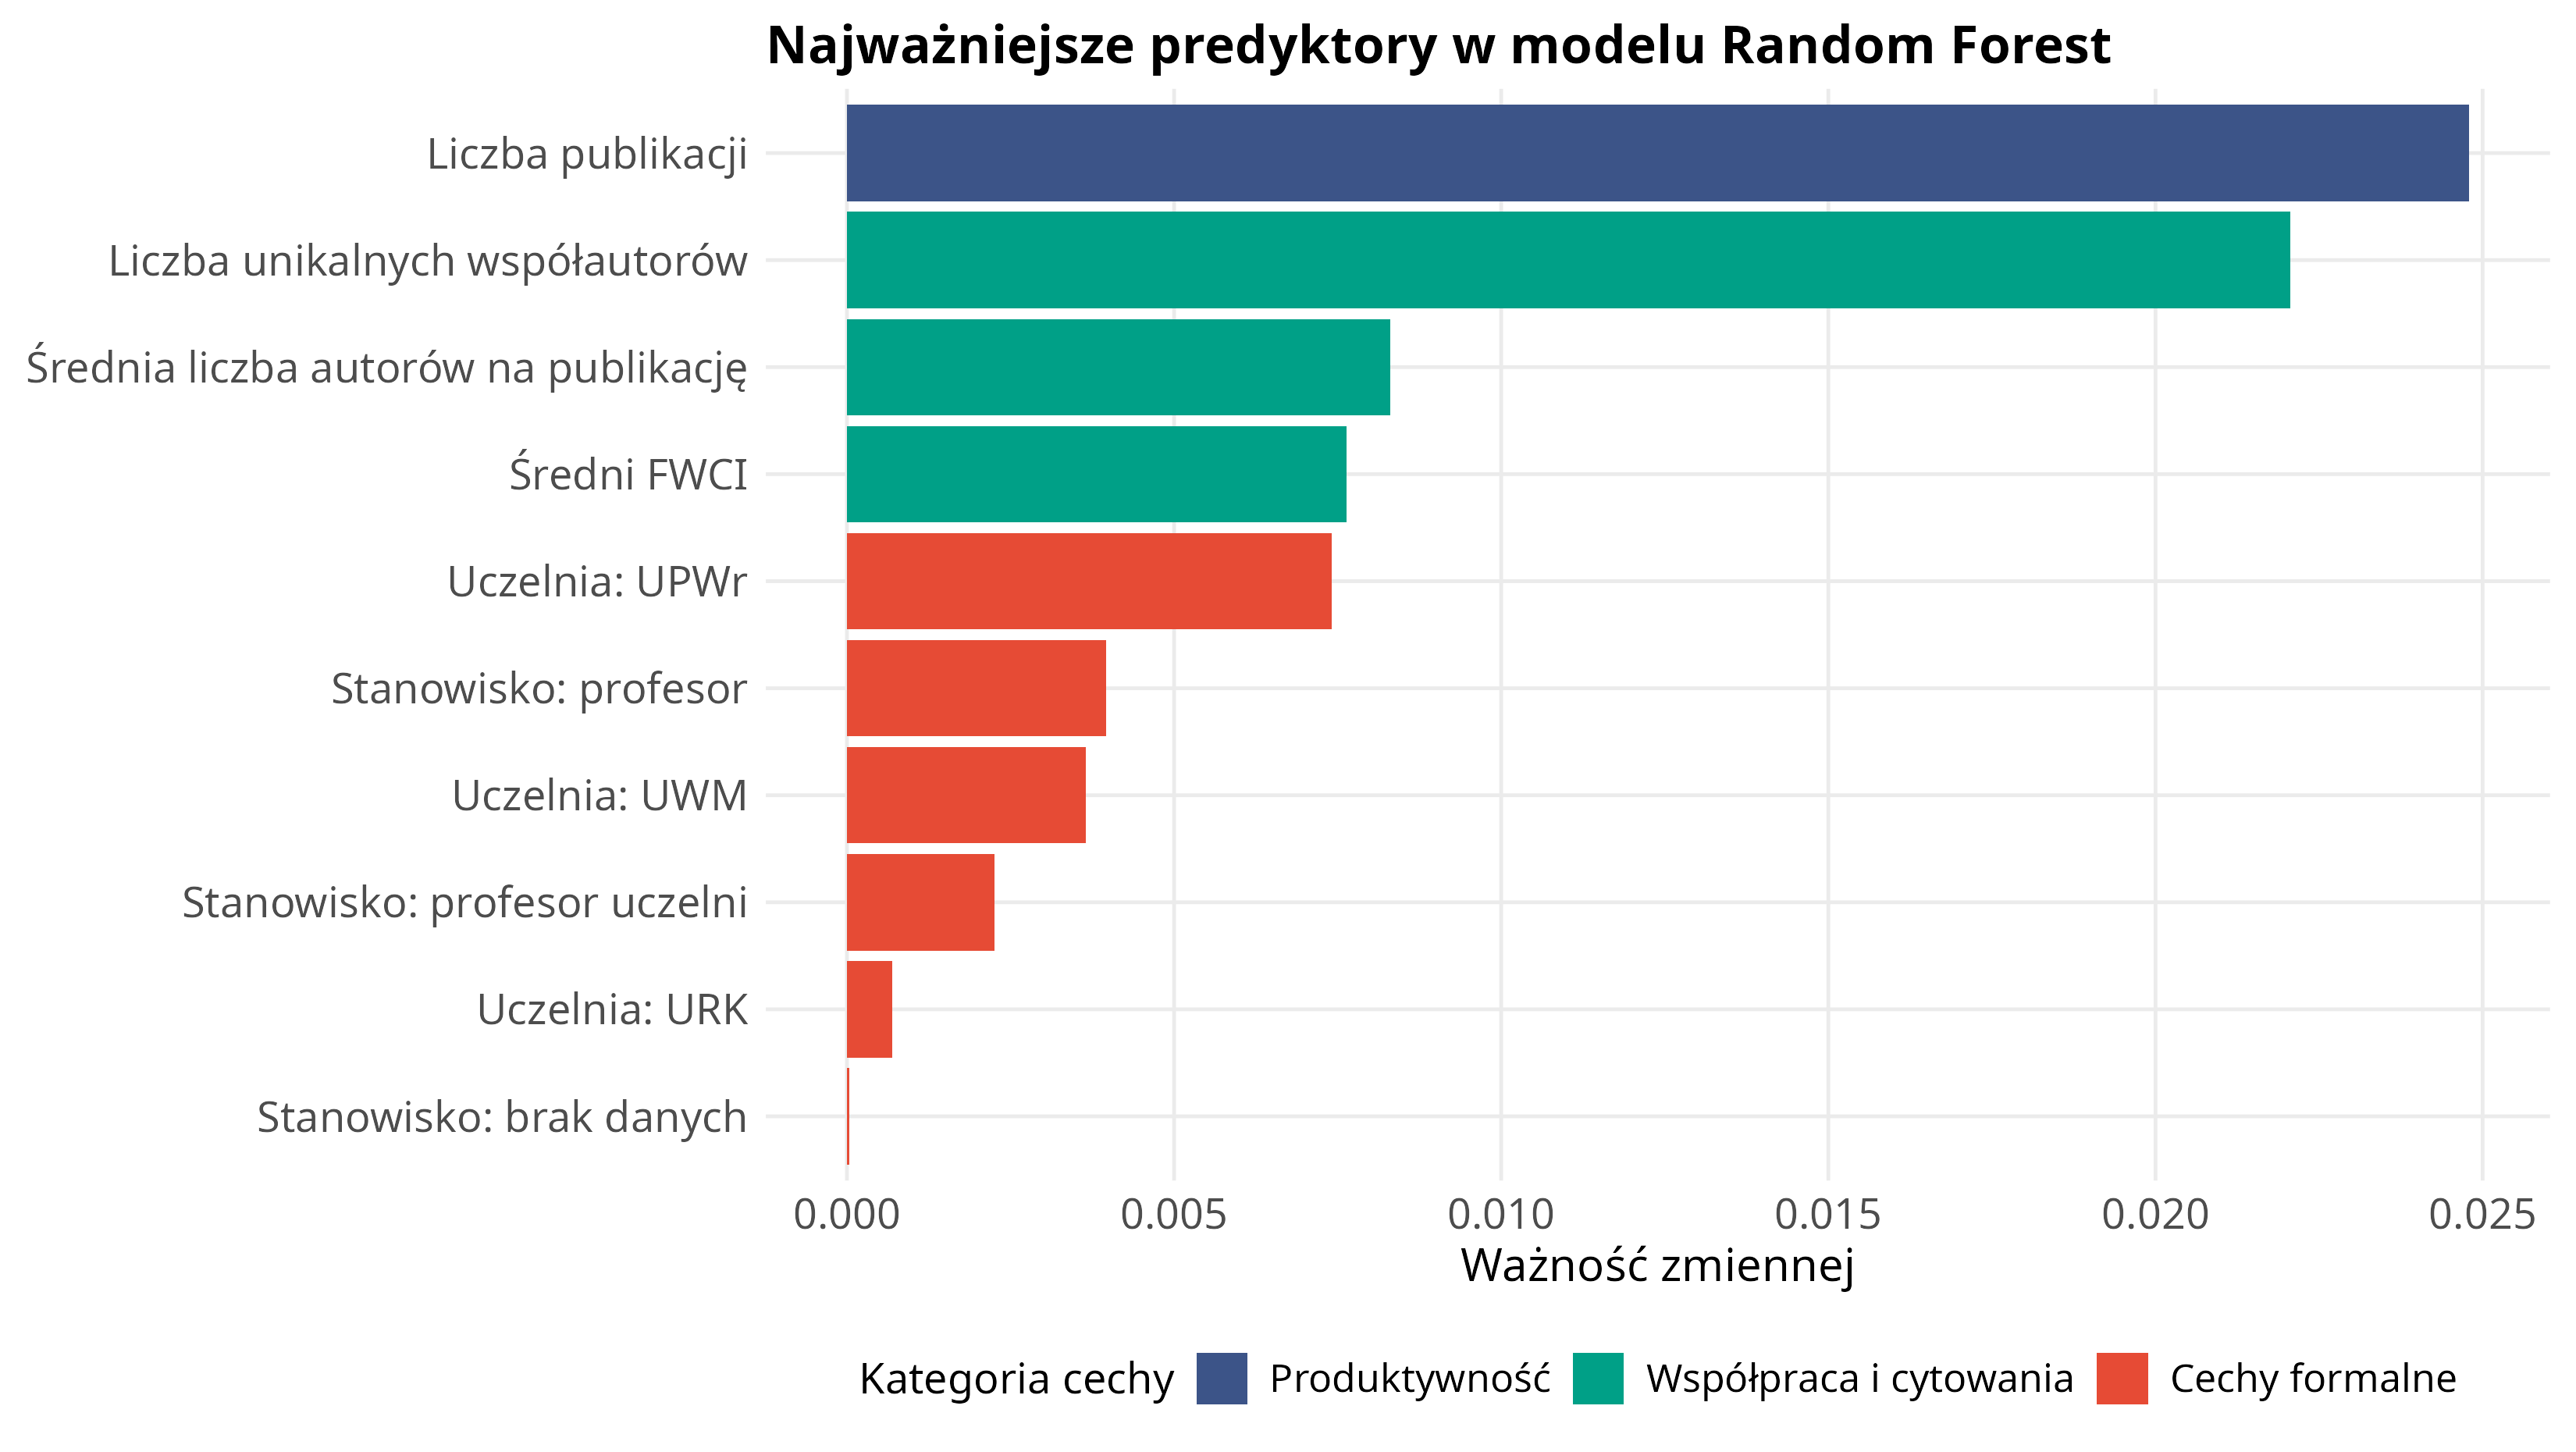 Najważniejsze predyktory w modelu Random Forest
Liczba publikacji
Liczba unikalnych współautorów
Średnia liczba autorów na publikację
Średni FWCI
Uczelnia: UPWr
Stanowisko: profesor
Uczelnia: UWM
Stanowisko: profesor uczelni
Uczelnia: URK
Stanowisko: brak danych
0.000 0.005 0.010 0.015 0.020 0.025
Ważność zmiennej
Kategoria cechy Produktywność Współpraca i cytowania Cechy formalne